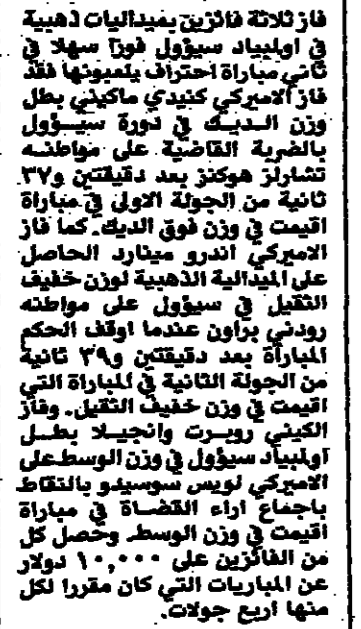 فاز ثلاثة فائزين بميداليات ذهبية
في اولمبياد سيؤول فوزا سهلا في
ثاني مباراة احتراف يلعبونها فقد
فاز الاميركي كنيدي ماكيني بطل
وزن الديك في دورة سيؤول
بالضربة القاضية على مواطنه
تشارلز هوكنز بعد دقيقتين و٣٧
ثانية من الجولة الاولى في مباراة
اقيمت في وزن فوق الديك. كما فاز
الاميركي اندرو مينارد الحاصل
على الميدالية الذهبية لوزن خفيف
الثقيل في سيؤول على مواطنه
رودني براون عندما اوقف الحكم
المباراة بعد دقيقتين و٣٩ ثانية
من الجولة الثانية في المباراة التي
اقيمت في وزن خفيف الثقيل. وفاز
الكيني روبرت وانجيلا بطل
اولمبياد سيؤول في وزن الوسط على
الاميركي لويس سوسيدو بالنقاط
باجماع اراء القضاة في مباراة
اقيمت في وزن الوسط. وحصل كل
من الفائزين على ١٠,٠٠٠ دولار
عن المباريات التي كان مقررا لكل
منها اربع جولات.